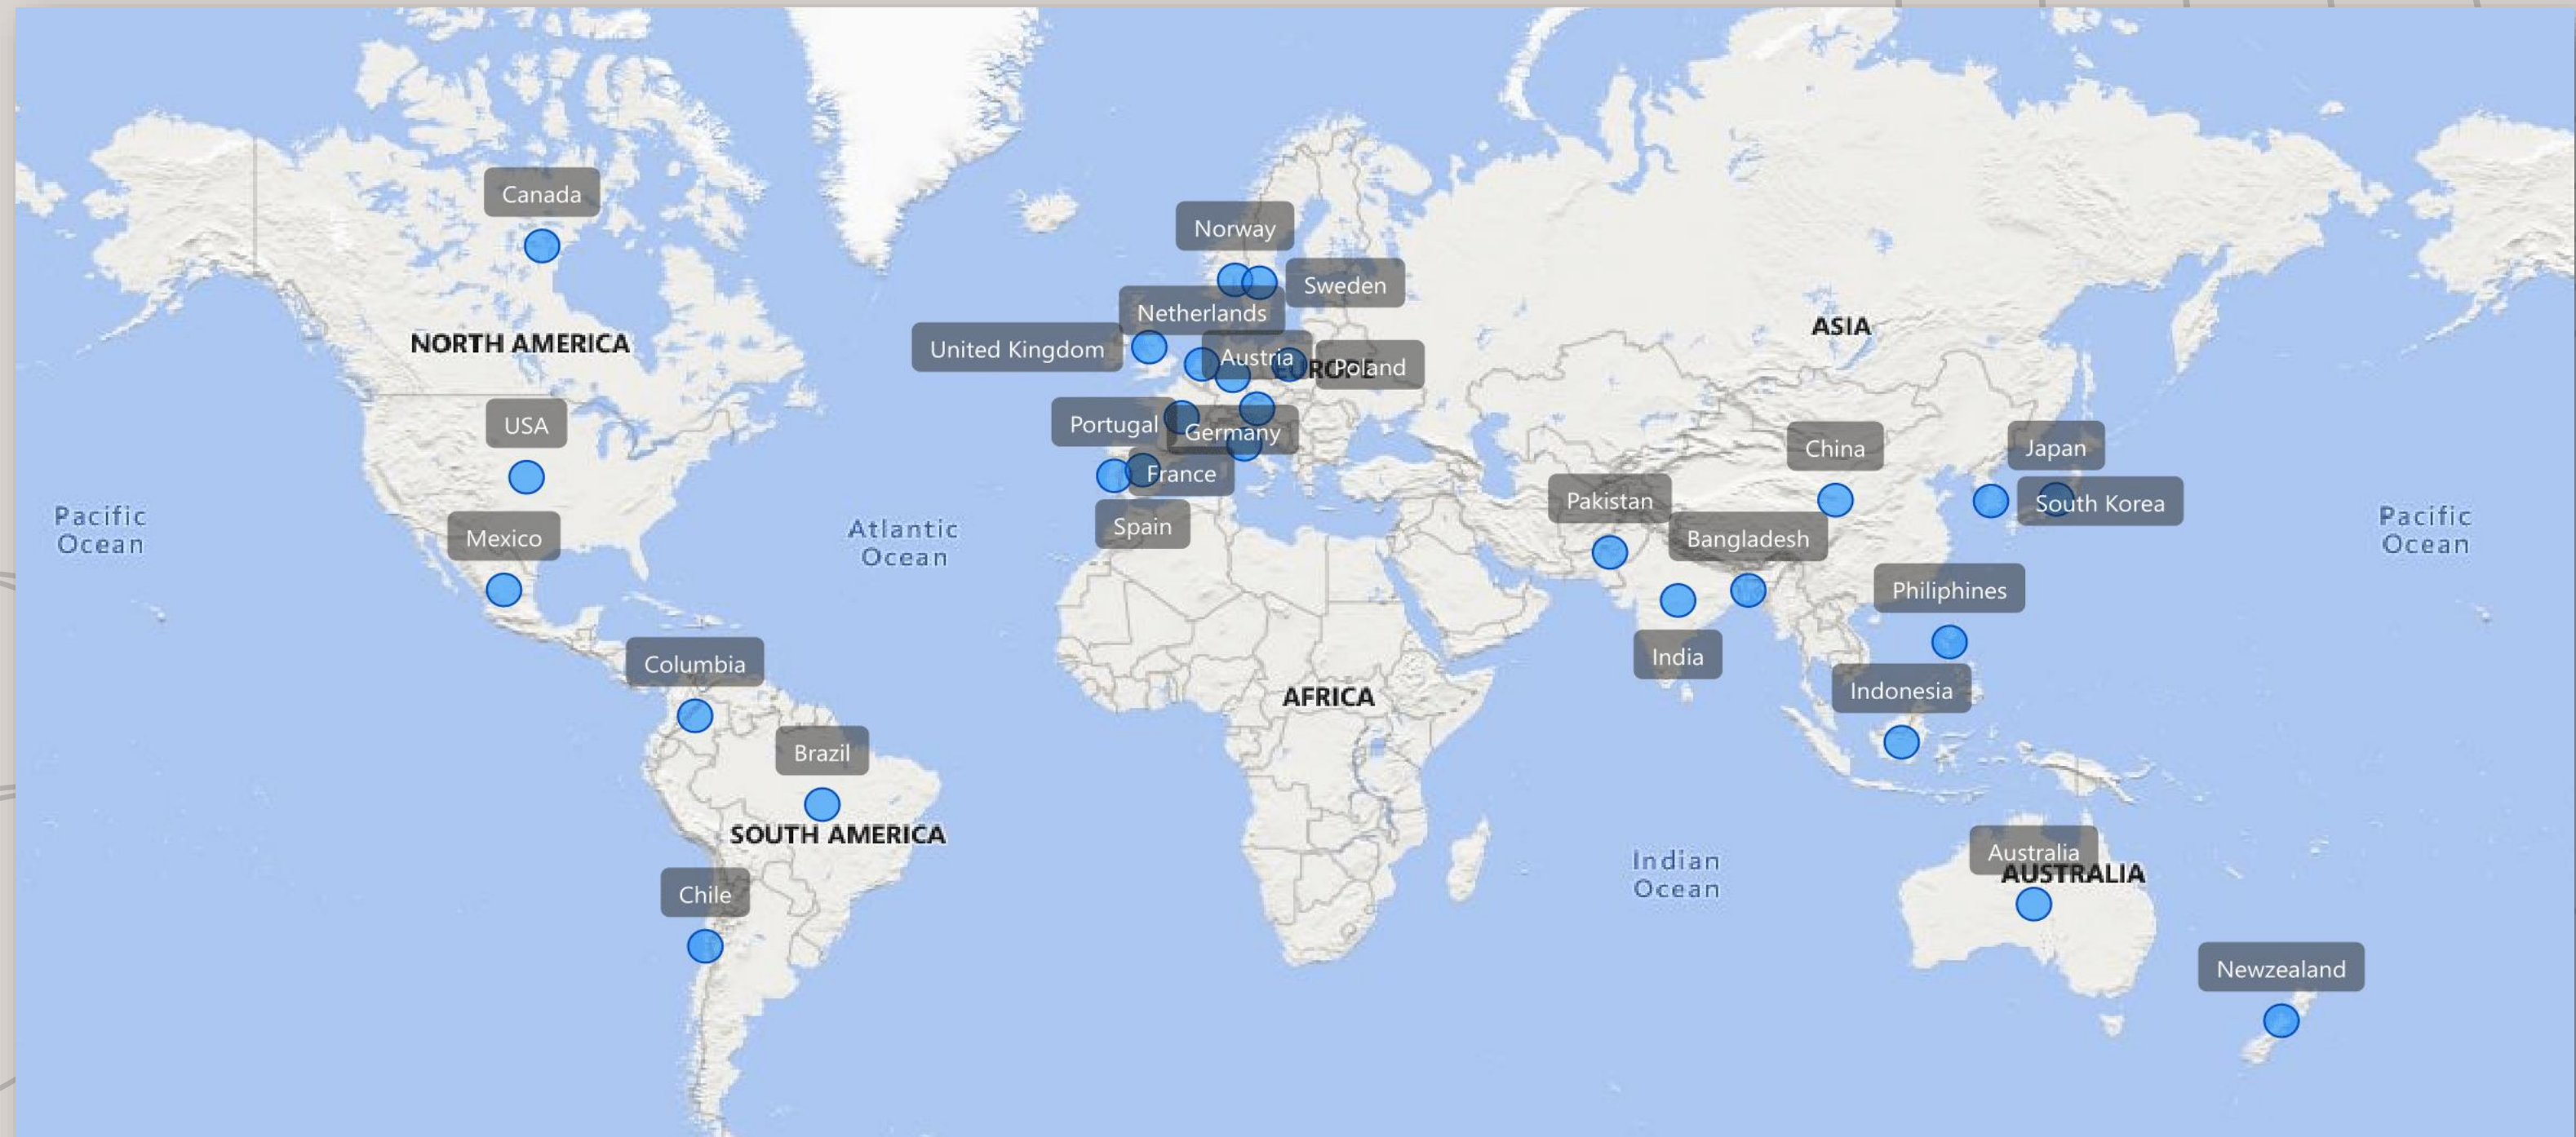 Canada
Norway
Sweden
Netherlands
United Kingdom
Austria
EUROPE
Poland
ASIA
NORTH AMERICA
USA
Portugal
Germany
France
Spain
China
Japan
Pakistan
South Korea
Pacific
Ocean
Atlantic
Ocean
Pacific
Ocean
Mexico
Bangladesh
Philiphines
India
Columbia
Indonesia
AFRICA
Brazil
SOUTH AMERICA
Australia
AUSTRALIA
Indian
Ocean
Chile
Newzealand